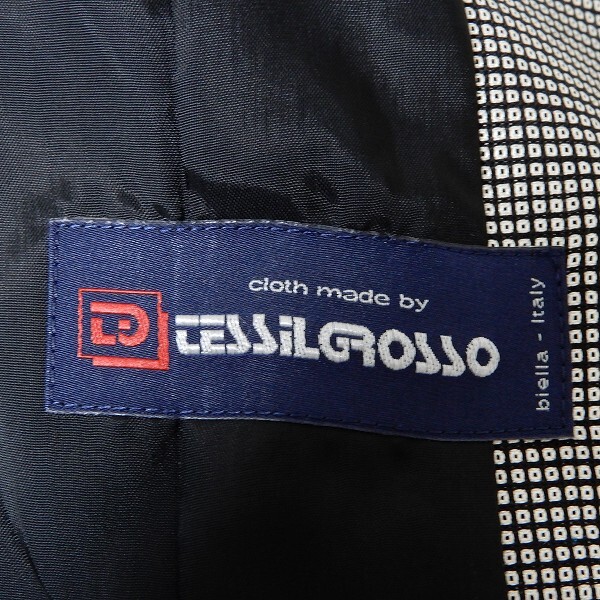 cloth made by
TESSILGROSSO
biella - Italy